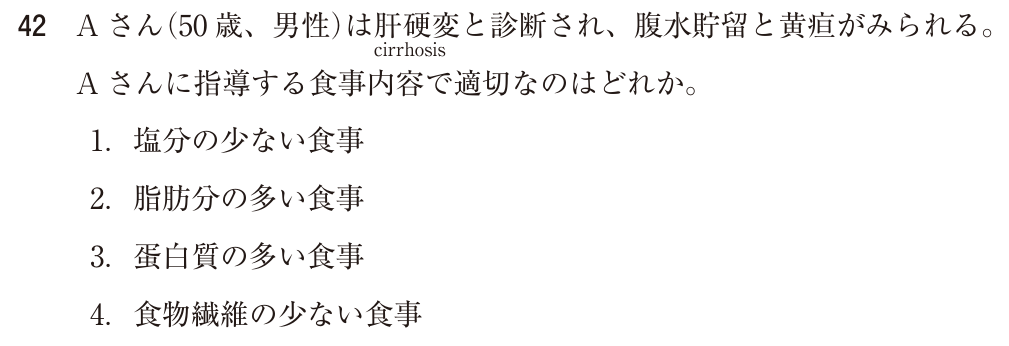 42 Aさん(50歳、男性)は肝硬変と診断され、腹水貯留と黄疸がみられる。
cirrhosis
Aさんに指導する食事内容で適切なのはどれか。
1. 塩分の少ない食事
2. 脂肪分の多い食事
3. 蛋白質の多い食事
4. 食物繊維の少ない食事